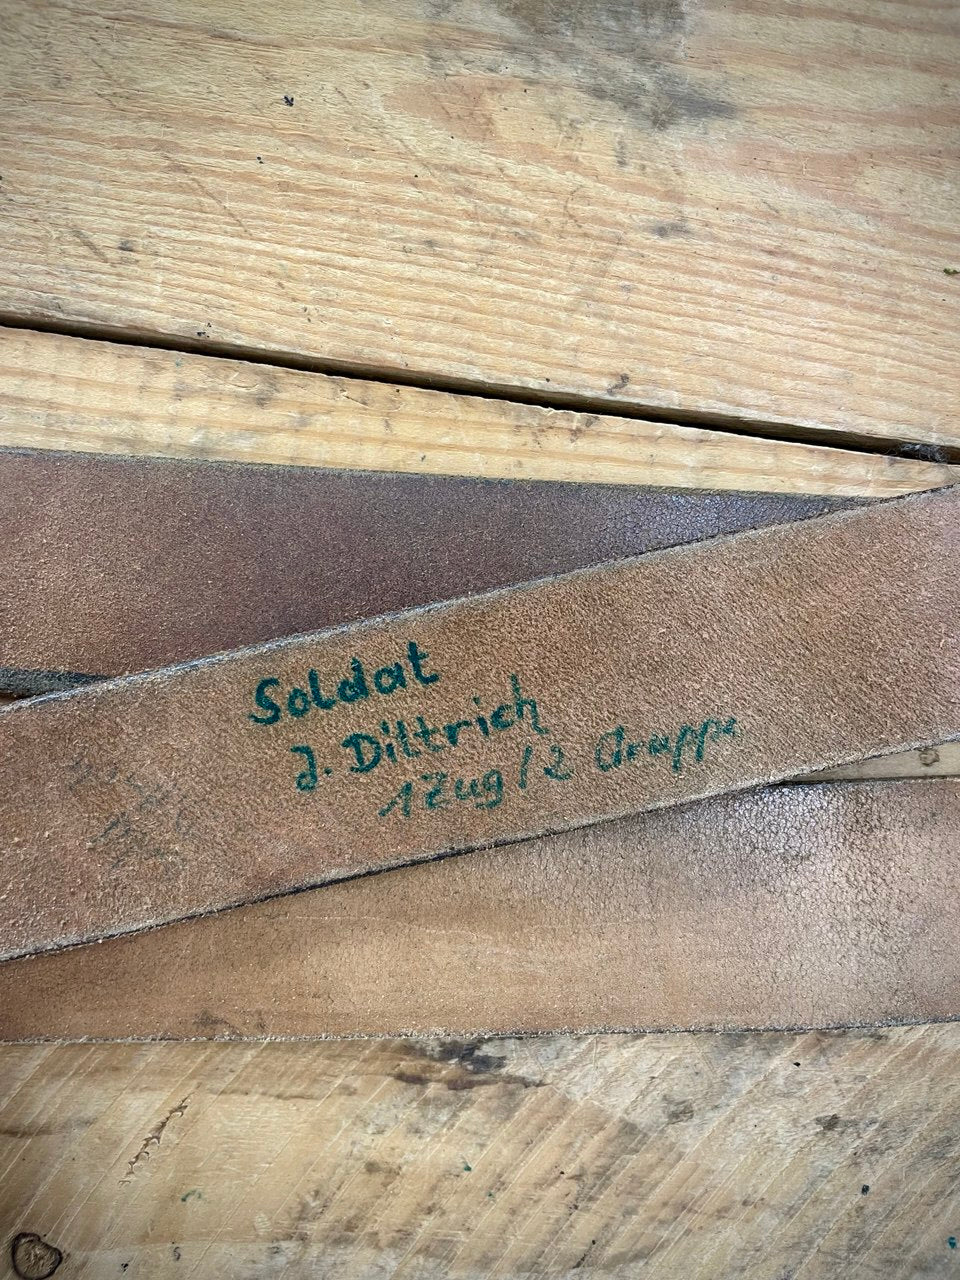 Soldat
J. Dittrich
1 Zug / 2 Gruppe